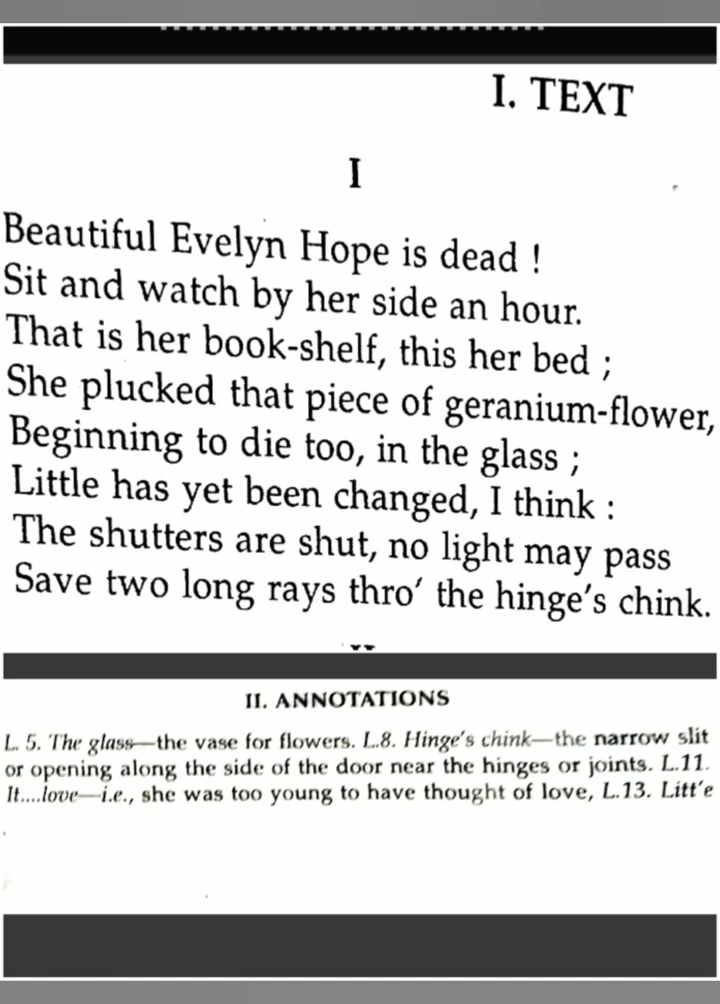 I. TEXT
I
Beautiful Evelyn Hope is dead !
Sit and watch by her side an hour.
That is her book-shelf, this her bed ;
She plucked that piece of geranium-flower,
Beginning to die too, in the glass ;
Little has yet been changed, I think :
The shutters are shut, no light may pass
Save two long rays thro’ the hinge’s chink.
II. ANNOTATIONS
L. 5. The glass—the vase for flowers. L.8. Hinge’s chink—the narrow slit
or opening along the side of the door near the hinges or joints. L.11.
It....love—i.e., she was too young to have thought of love, L.13. Litt’e